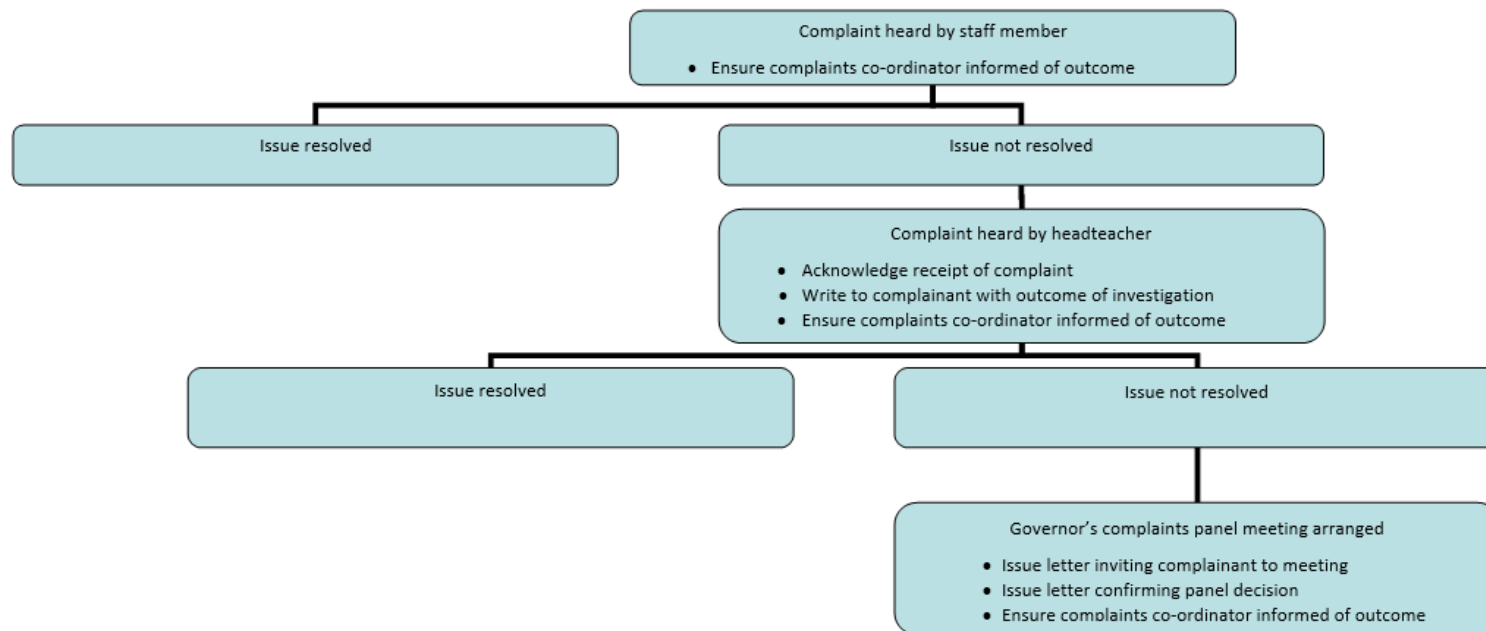 Complaint heard by staff member
• Ensure complaints co-ordinator informed of outcome
Issue resolved
Issue not resolved
Complaint heard by headteacher
• Acknowledge receipt of complaint
• Write to complainant with outcome of investigation
• Ensure complaints co-ordinator informed of outcome
Issue resolved
Issue not resolved
Governor’s complaints panel meeting arranged
• Issue letter inviting complainant to meeting
• Issue letter confirming panel decision
• Ensure complaints co-ordinator informed of outcome